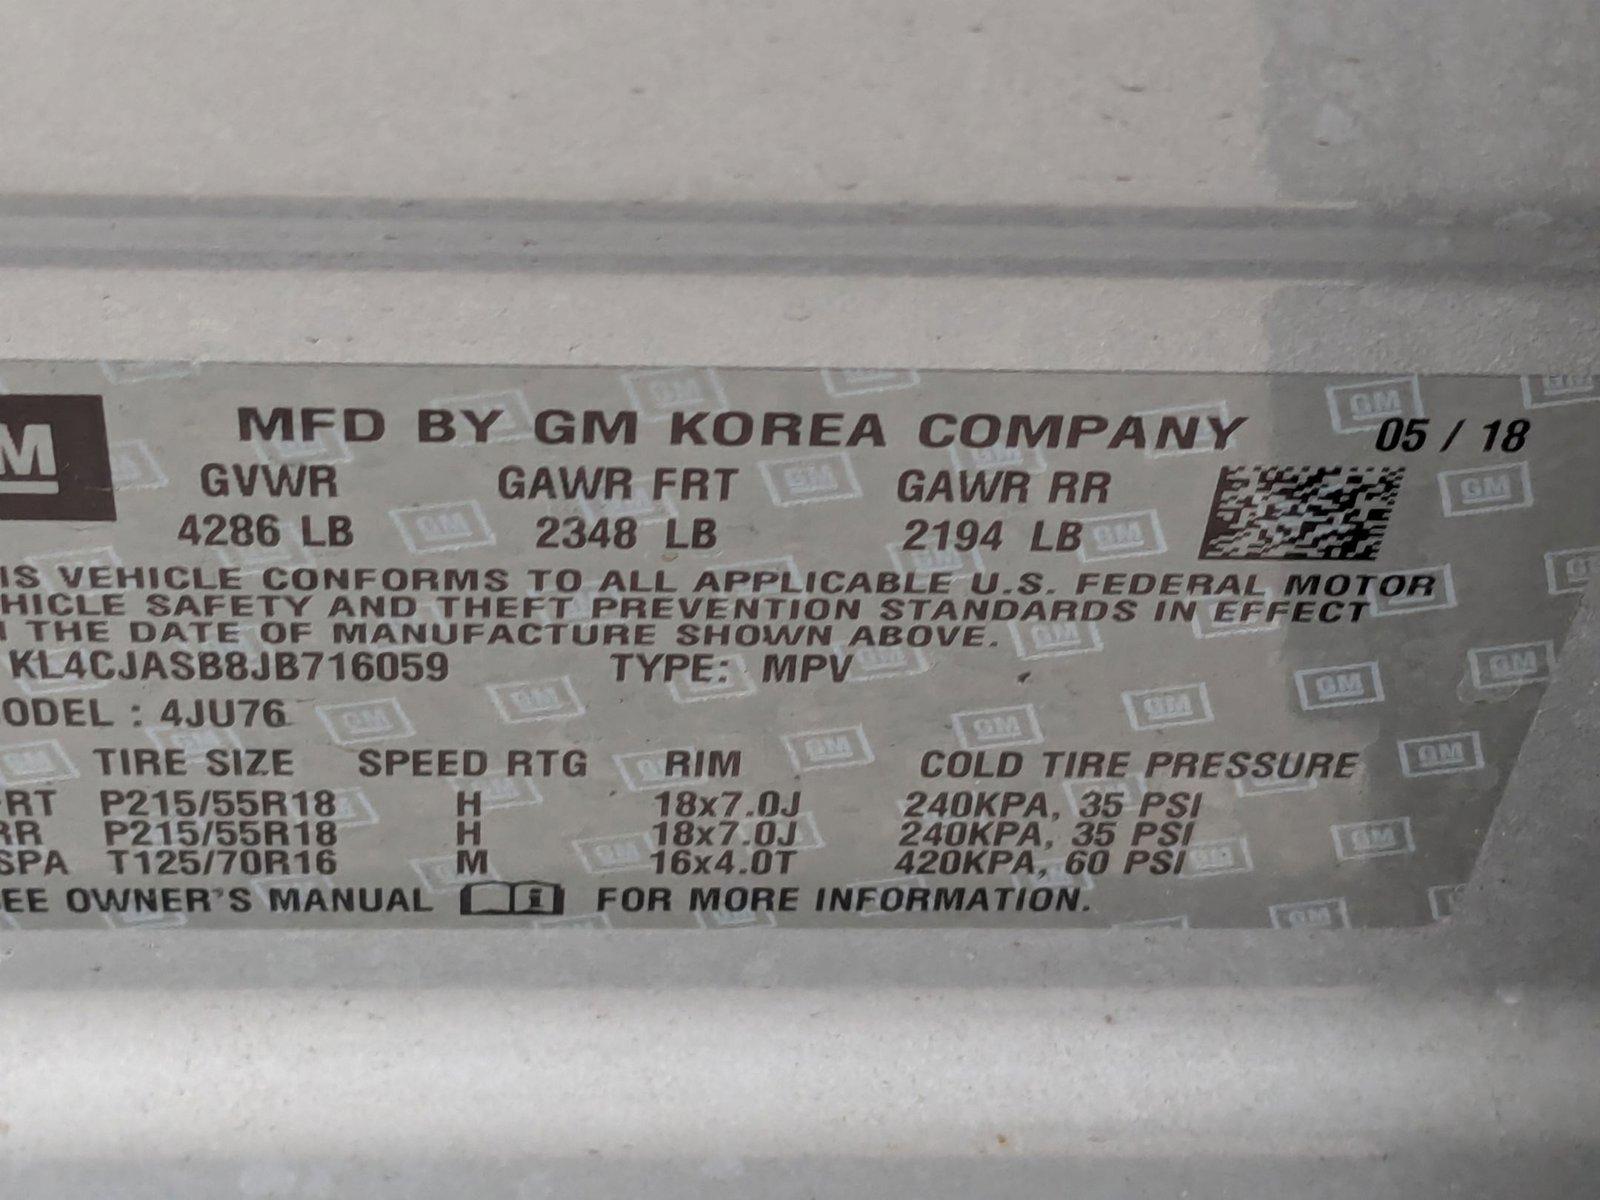 M
MFD BY GM KOREA COMPANY 05 / 18
GVWR GAWR FRT GAWR RR
4286 LB 2348 LB 2194 LB
IS VEHICLE CONFORMS TO ALL APPLICABLE U.S. FEDERAL MOTOR
HICLE SAFETY AND THEFT PREVENTION STANDARDS IN EFFECT
THE DATE OF MANUFACTURE SHOWN ABOVE.
KL4CJASB8JB716059 TYPE: MPV
ODEL : 4JU76
TIRE SIZE SPEED RTG RIM COLD TIRE PRESSURE
RT P215/55R18 H 18x7.0J 240KPA, 35 PSI
RR P215/55R18 H 18x7.0J 240KPA, 35 PSI
SPA T125/70R16 M 16x4.0T 420KPA, 60 PSI
EE OWNER'S MANUAL FOR MORE INFORMATION.